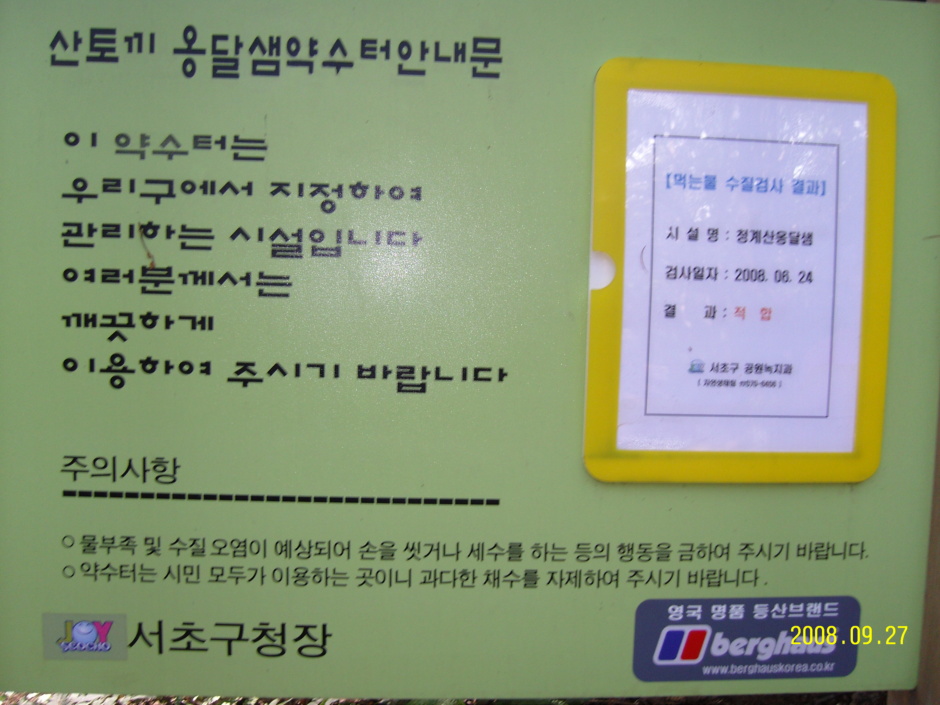 산토끼 옹달샘약수터안내문
이 약수터는
우리구에서 지정하여
관리하는 시설입니다
여러분께서는
깨끗하게
이용하여 주시기 바랍니다
[먹는물 수질검사 결과]
시 설 명 : 청계산옹달샘
검사일자 : 2008. 06. 24
결 과 : 적 합
서초구 공원녹지과
주의사항
○ 물부족 및 수질 오염이 예상되어 손을 씻거나 세수를 하는 등의 행동을 금하여 주시기 바랍니다.
○ 약수터는 시민 모두가 이용하는 곳이니 과다한 채수를 자제하여 주시기 바랍니다.
JOY SEOCHO 서초구청장
영국 명품 등산브랜드
berghaus
www.berghauskorea.co.kr
2008.09.27